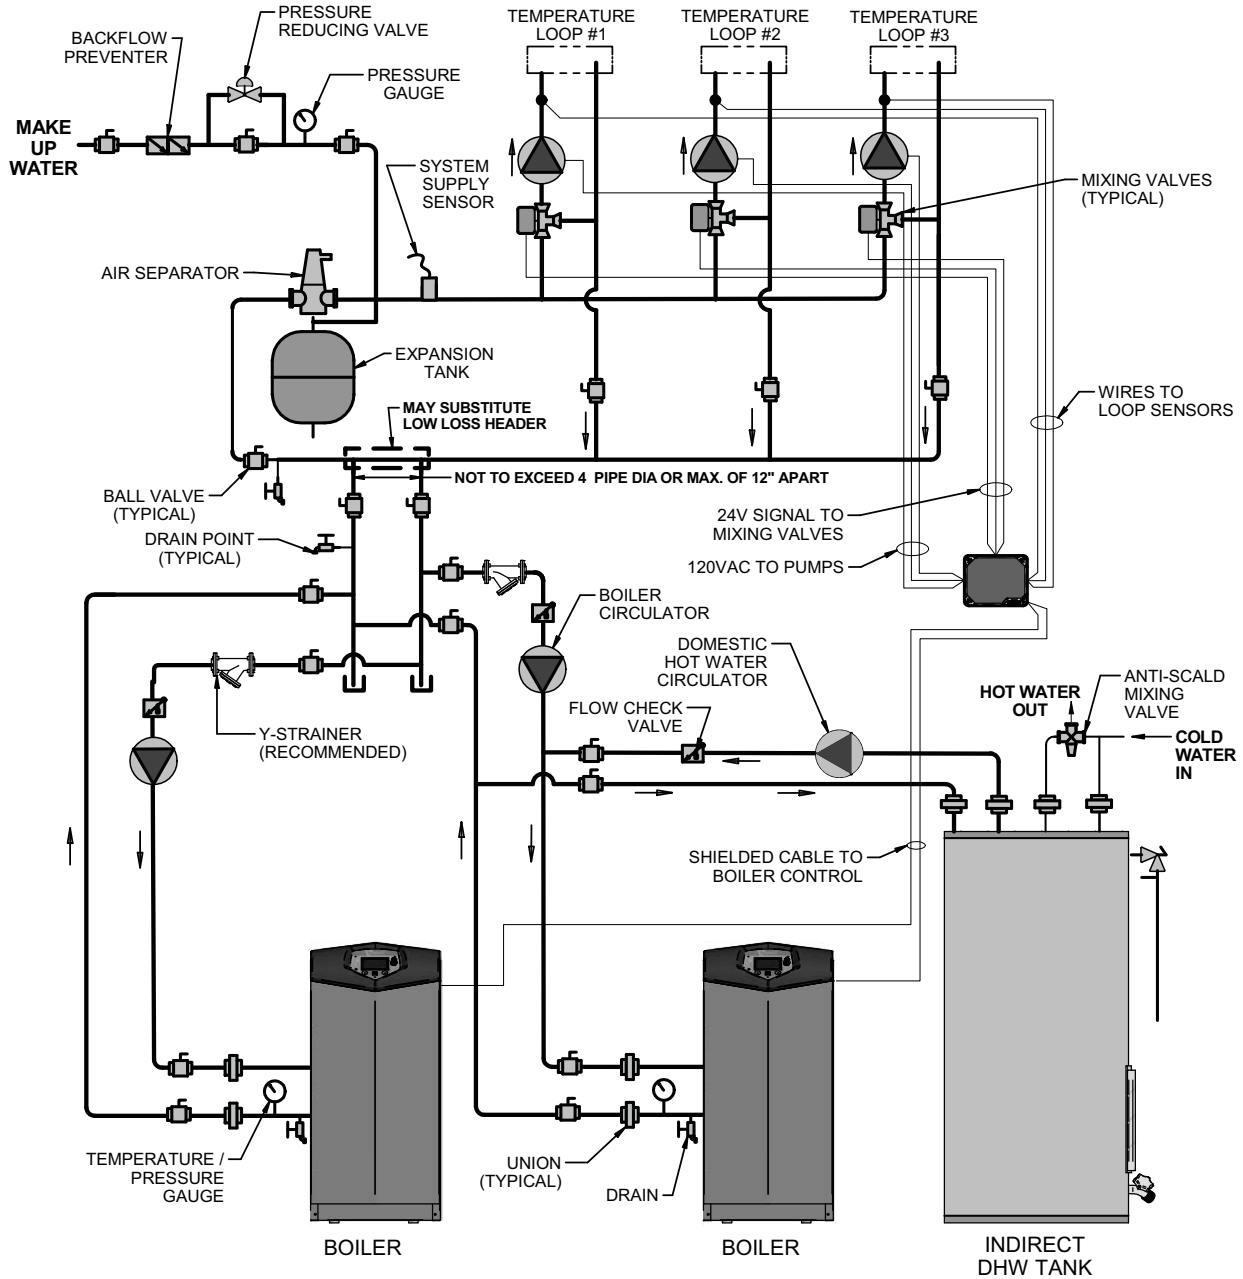 PRESSURE
REDUCING VALVE
BACKFLOW
PREVENTER
PRESSURE
GAUGE
MAKE
UP
WATER
TEMPERATURE
LOOP #1
TEMPERATURE
LOOP #2
TEMPERATURE
LOOP #3
SYSTEM
SUPPLY
SENSOR
MIXING VALVES
(TYPICAL)
AIR SEPARATOR
EXPANSION
TANK
MAY SUBSTITUTE
LOW LOSS HEADER
WIRES TO
LOOP SENSORS
NOT TO EXCEED 4 PIPE DIA OR MAX. OF 12" APART
BALL VALVE
(TYPICAL)
24V SIGNAL TO
MIXING VALVES
DRAIN POINT
(TYPICAL)
120VAC TO PUMPS
BOILER
CIRCULATOR
DOMESTIC
HOT WATER
CIRCULATOR
Y-STRAINER
(RECOMMENDED)
FLOW CHECK
VALVE
HOT WATER
OUT
ANTI-SCALD
MIXING
VALVE
COLD
WATER
IN
SHIELDED CABLE TO
BOILER CONTROL
TEMPERATURE /
PRESSURE
GAUGE
UNION
(TYPICAL)
DRAIN
BOILER
BOILER
INDIRECT
DHW TANK